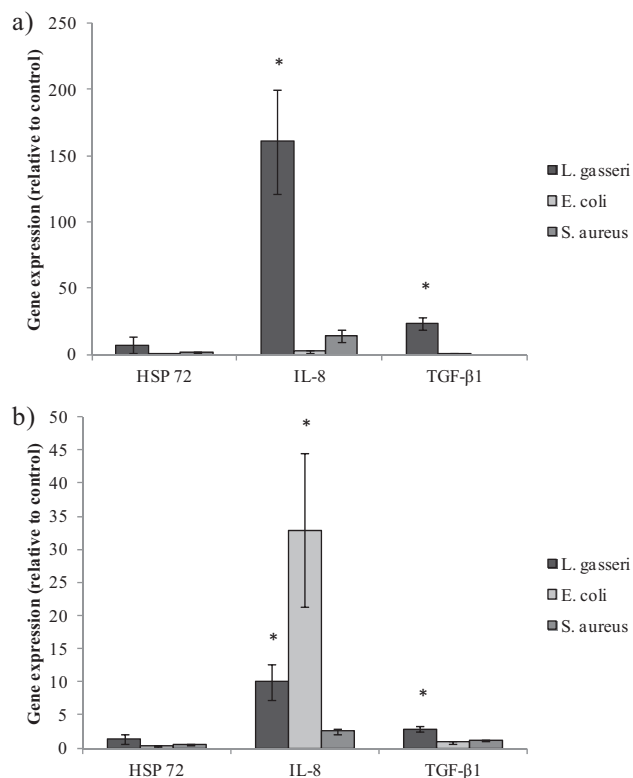 a)
Gene expression (relative to control)
250
200
150
100
50
0
*
*
HSP 72
IL-8
TGF-β1
L. gasseri
E. coli
S. aureus
b)
Gene expression (relative to control)
50
45
40
35
30
25
20
15
10
5
0
*
*
*
HSP 72
IL-8
TGF-β1
L. gasseri
E. coli
S. aureus